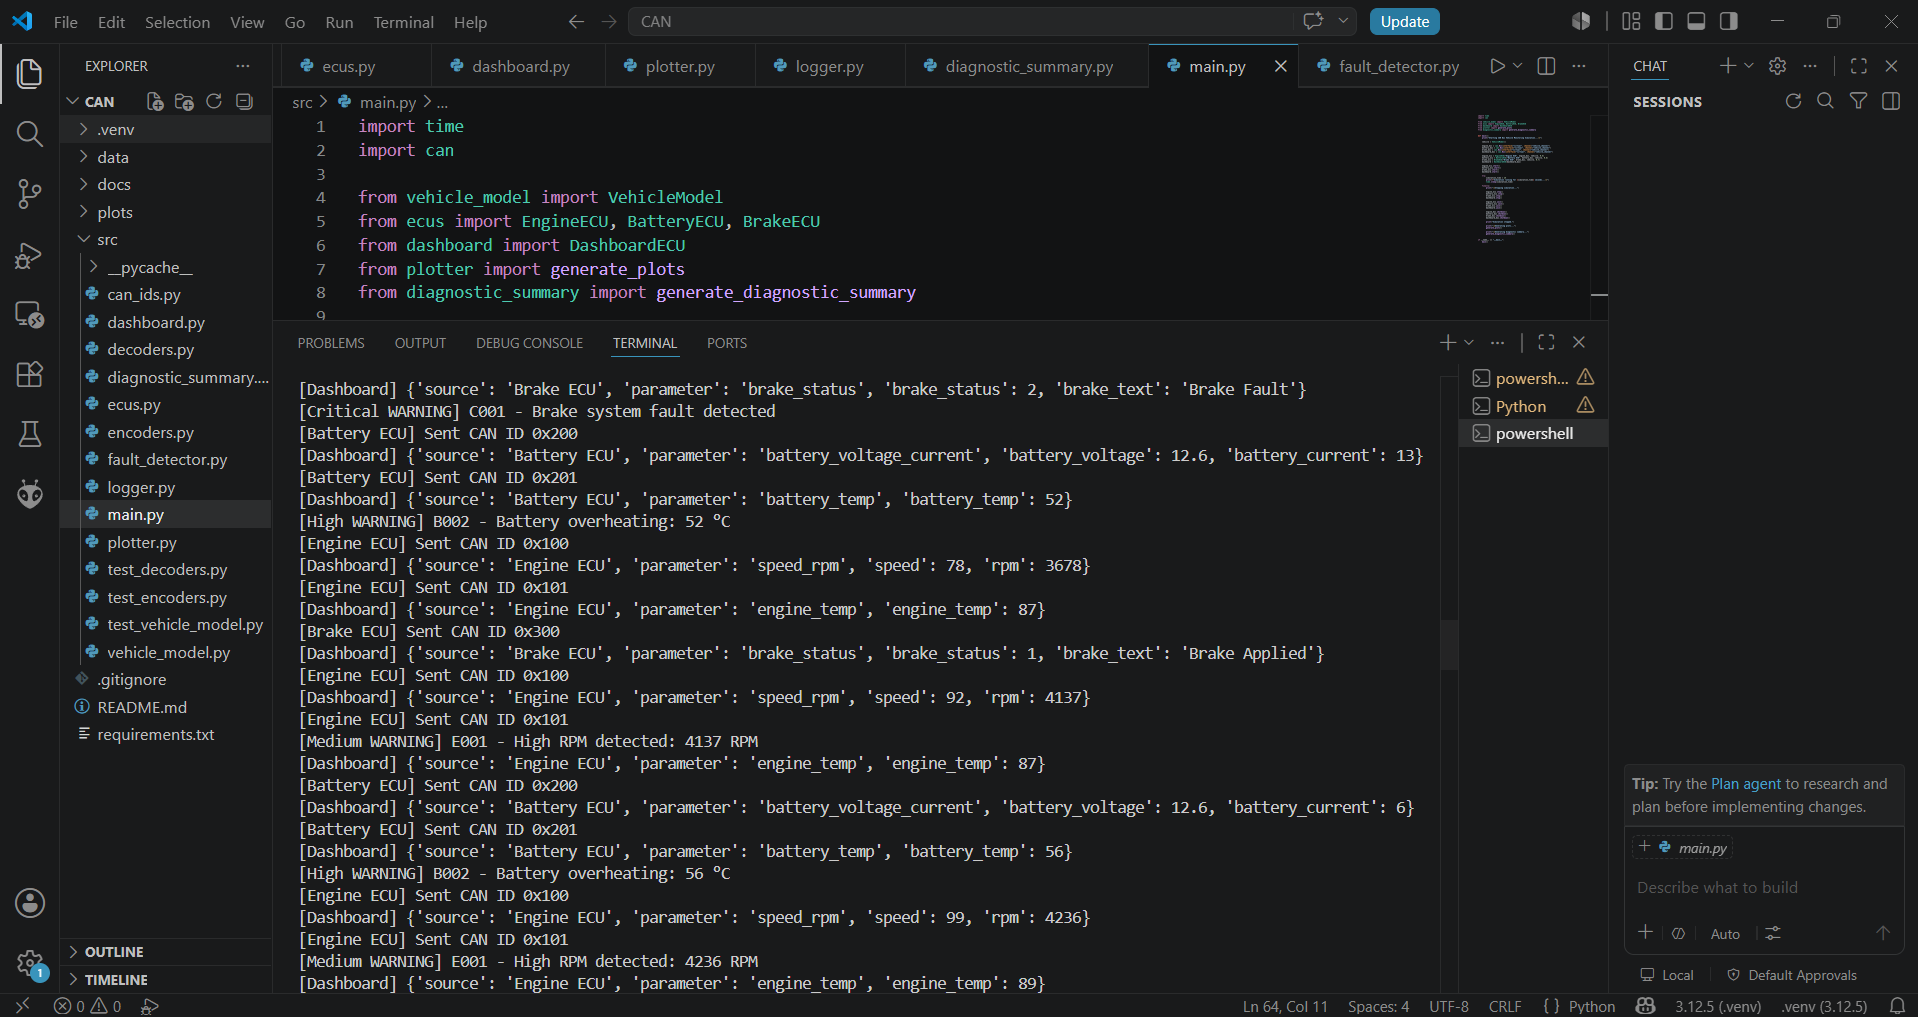 File Edit Selection View Go Run Terminal Help
CAN
Update
EXPLORER
CAN
.venv
data
docs
plots
src
__pycache__
can_ids.py
dashboard.py
decoders.py
diagnostic_summary....
ecus.py
encoders.py
fault_detector.py
logger.py
main.py
plotter.py
test_decoders.py
test_encoders.py
test_vehicle_model.py
vehicle_model.py
.gitignore
README.md
requirements.txt
OUTLINE
TIMELINE
1
ecus.py dashboard.py plotter.py logger.py diagnostic_summary.py main.py fault_detector.py
src > main.py > ...
1 import time
2 import can
3
4 from vehicle_model import VehicleModel
5 from ecus import EngineECU, BatteryECU, BrakeECU
6 from dashboard import DashboardECU
7 from plotter import generate_plots
8 from diagnostic_summary import generate_diagnostic_summary
9
PROBLEMS OUTPUT DEBUG CONSOLE TERMINAL PORTS
[Dashboard] {'source': 'Brake ECU', 'parameter': 'brake_status', 'brake_status': 2, 'brake_text': 'Brake Fault'}
[Critical WARNING] C001 - Brake system fault detected
[Battery ECU] Sent CAN ID 0x200
[Dashboard] {'source': 'Battery ECU', 'parameter': 'battery_voltage_current', 'battery_voltage': 12.6, 'battery_current': 13}
[Battery ECU] Sent CAN ID 0x201
[Dashboard] {'source': 'Battery ECU', 'parameter': 'battery_temp', 'battery_temp': 52}
[High WARNING] B002 - Battery overheating: 52 °C
[Engine ECU] Sent CAN ID 0x100
[Dashboard] {'source': 'Engine ECU', 'parameter': 'speed_rpm', 'speed': 78, 'rpm': 3678}
[Engine ECU] Sent CAN ID 0x101
[Dashboard] {'source': 'Engine ECU', 'parameter': 'engine_temp', 'engine_temp': 87}
[Brake ECU] Sent CAN ID 0x300
[Dashboard] {'source': 'Brake ECU', 'parameter': 'brake_status', 'brake_status': 1, 'brake_text': 'Brake Applied'}
[Engine ECU] Sent CAN ID 0x100
[Dashboard] {'source': 'Engine ECU', 'parameter': 'speed_rpm', 'speed': 92, 'rpm': 4137}
[Engine ECU] Sent CAN ID 0x101
[Medium WARNING] E001 - High RPM detected: 4137 RPM
[Dashboard] {'source': 'Engine ECU', 'parameter': 'engine_temp', 'engine_temp': 87}
[Battery ECU] Sent CAN ID 0x200
[Dashboard] {'source': 'Battery ECU', 'parameter': 'battery_voltage_current', 'battery_voltage': 12.6, 'battery_current': 6}
[Battery ECU] Sent CAN ID 0x201
[Dashboard] {'source': 'Battery ECU', 'parameter': 'battery_temp', 'battery_temp': 56}
[High WARNING] B002 - Battery overheating: 56 °C
[Engine ECU] Sent CAN ID 0x100
[Dashboard] {'source': 'Engine ECU', 'parameter': 'speed_rpm', 'speed': 99, 'rpm': 4236}
[Engine ECU] Sent CAN ID 0x101
[Medium WARNING] E001 - High RPM detected: 4236 RPM
[Dashboard] {'source': 'Engine ECU', 'parameter': 'engine_temp', 'engine_temp': 89}
powersh...
Python
powershell
CHAT
SESSIONS
Tip: Try the Plan agent to research and
plan before implementing changes.
main.py
Describe what to build
Auto
Local Default Approvals
0 0 Ln 64, Col 11 Spaces: 4 UTF-8 CRLF {} Python 3.12.5 (.venv) .venv (3.12.5)